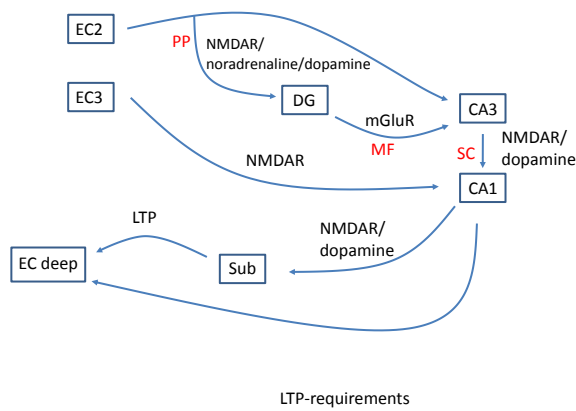 EC2
PP
NMDAR/
noradrenaline/dopamine
EC3
DG
mGluR
CA3
MF
SC
NMDAR/
dopamine
NMDAR
CA1
LTP
NMDAR/
dopamine
EC deep
Sub
LTP-requirements